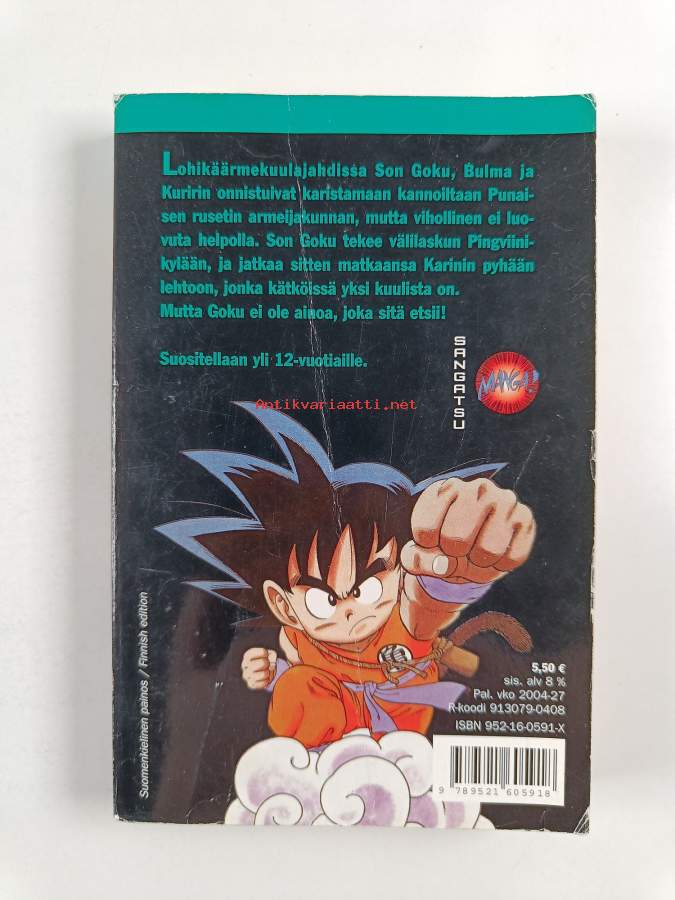 Lohikäärmekuulajahdissa Son Goku, Bulma ja
Kuririn onnistuivat karistamaan kannoiltaan Punai-
sen rusetin armeijakunnan, mutta vihollinen ei luo-
vuta helpolla. Son Goku tekee välilaskun Pingviini-
kylään, ja jatkaa sitten matkaansa Karinin pyhään
lehtoon, jonka kätköissä yksi kuulista on.
Mutta Goku ei ole ainoa, joka sitä etsii!
Suositellaan yli 12-vuotiaille.
SANGATSU
MANGA!
Antikvariaatti.net
Suomenkielinen painos / Finnish edition
5,50 €
sis. alv 8 %
Pal. vko 2004-27
R-koodi 913079-0408
ISBN 952-16-0591-X
9 789521 605918